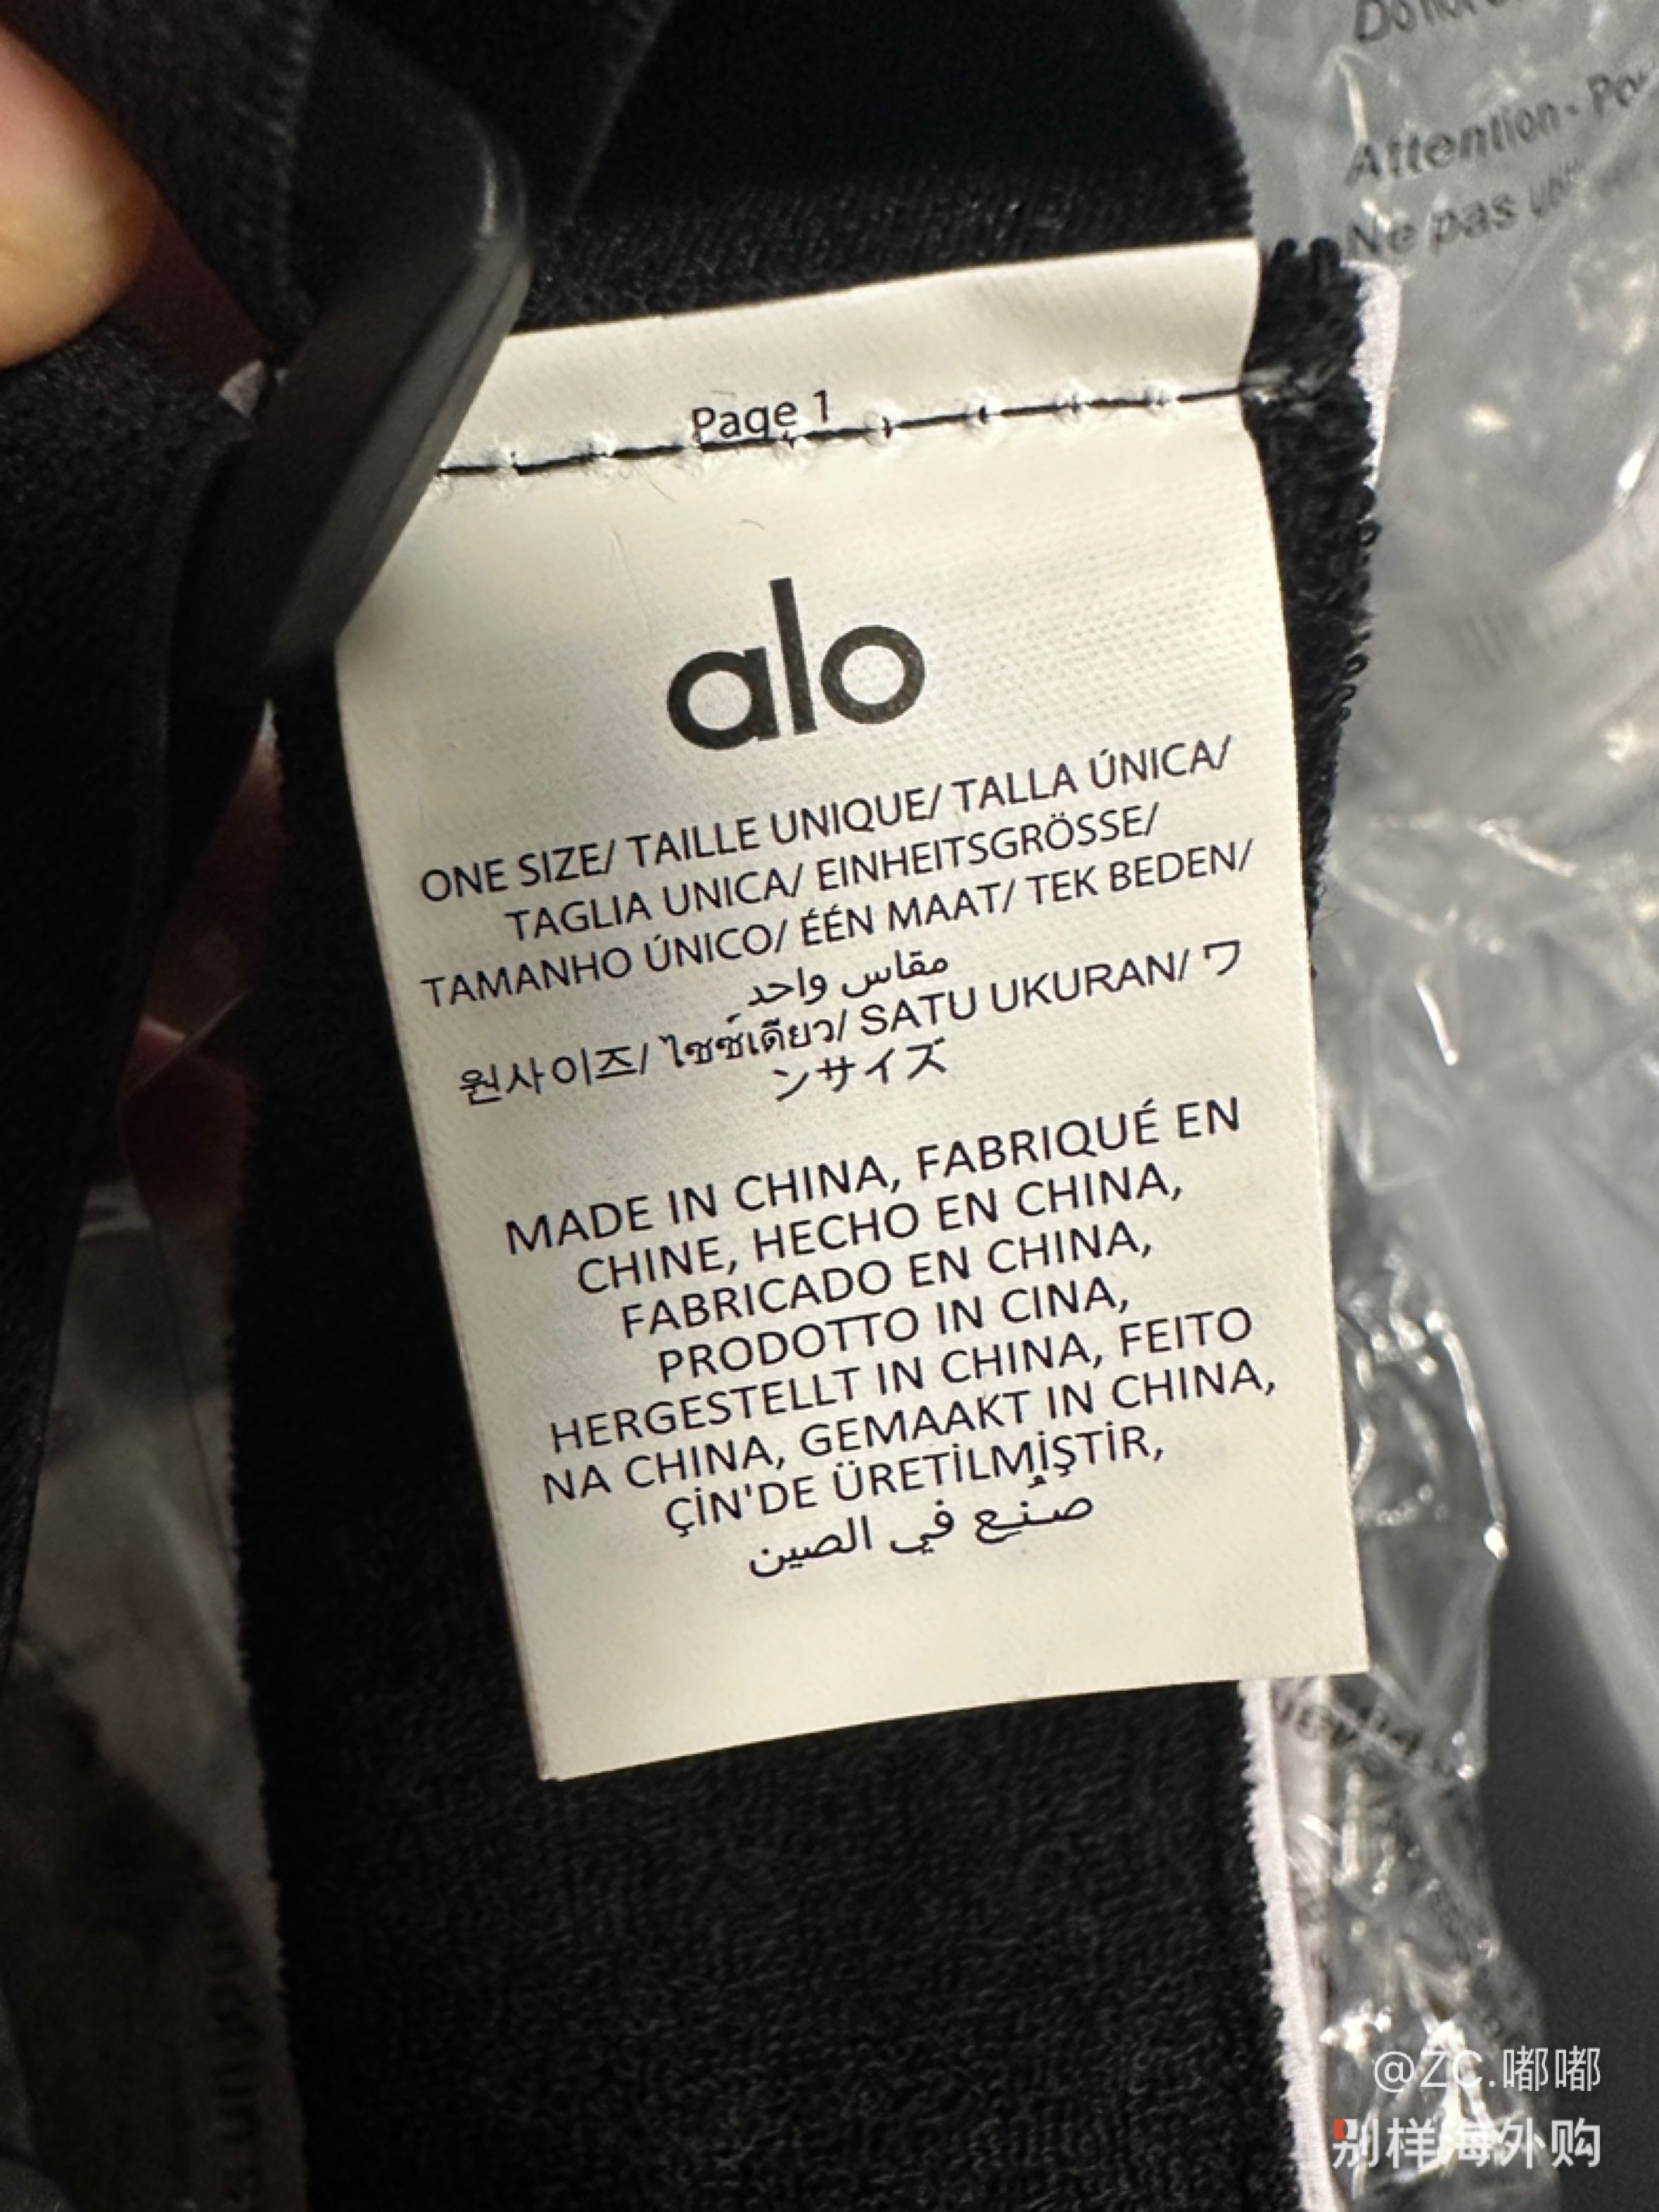 Attention - Po
Ne pas
Page 1
alo
ONE SIZE/ TAILLE UNIQUE/ TALLA ÚNICA/
TAGLIA UNICA/ EINHEITSGRÖSSE/
TAMANHO ÚNICO/ ÉÉN MAAT/ TEK BEDEN/
مقاس واحد
원사이즈/ ไซซ์เดียว/ SATU UKURAN/ ワ
ンサイズ
MADE IN CHINA, FABRIQUÉ EN
CHINE, HECHO EN CHINA,
FABRICADO EN CHINA,
PRODOTTO IN CINA,
HERGESTELLT IN CHINA, FEITO
NA CHINA, GEMAAKT IN CHINA,
ÇİN'DE ÜRETİLMİŞTİR,
صُنِع في الصين
@ZC.嘟嘟
别样海外购